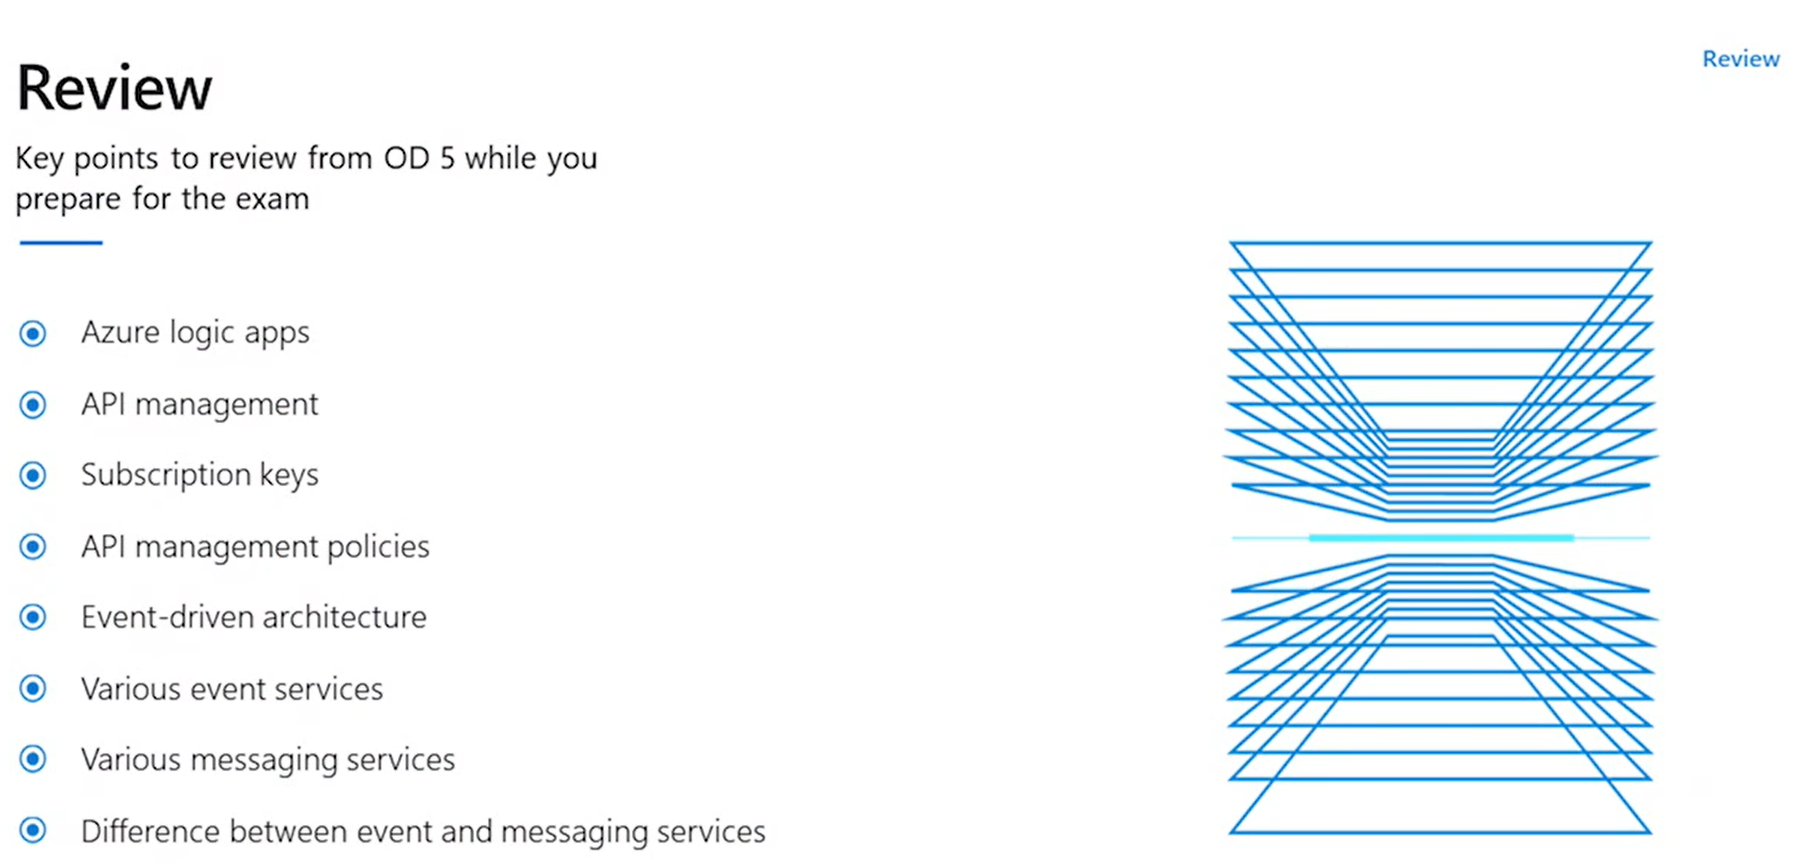 Review
Review
Key points to review from OD 5 while you
prepare for the exam
Azure logic apps
API management
Subscription keys
API management policies
Event-driven architecture
Various event services
Various messaging services
Difference between event and messaging services